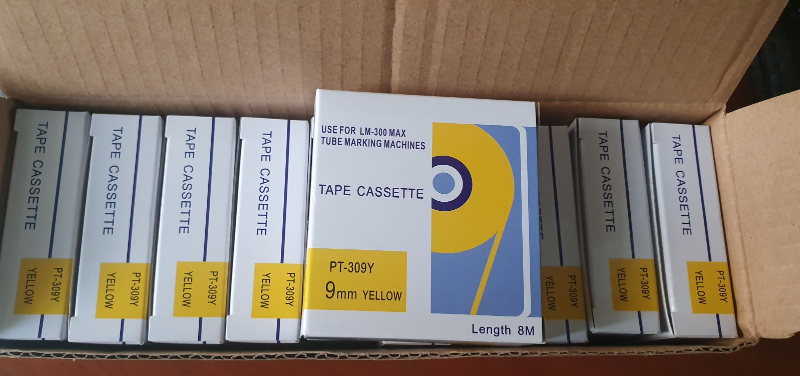 TAPE CASSETTE
PT-309Y
YELLOW
TAPE CASSETTE
PT-309Y
YELLOW
TAPE CASSETTE
PT-309Y
YELLOW
TAPE CASSETTE
PT-309Y
YELLOW
USE FOR LM-300 MAX
TUBE MARKING MACHINES
TAPE CASSETTE
PT-309Y
9mm YELLOW
Length 8M
PT-309Y
YELLOW
TAPE CASSETTE
PT-309Y
YELLOW
TAPE CASSETTE
PT-309Y
YELLOW